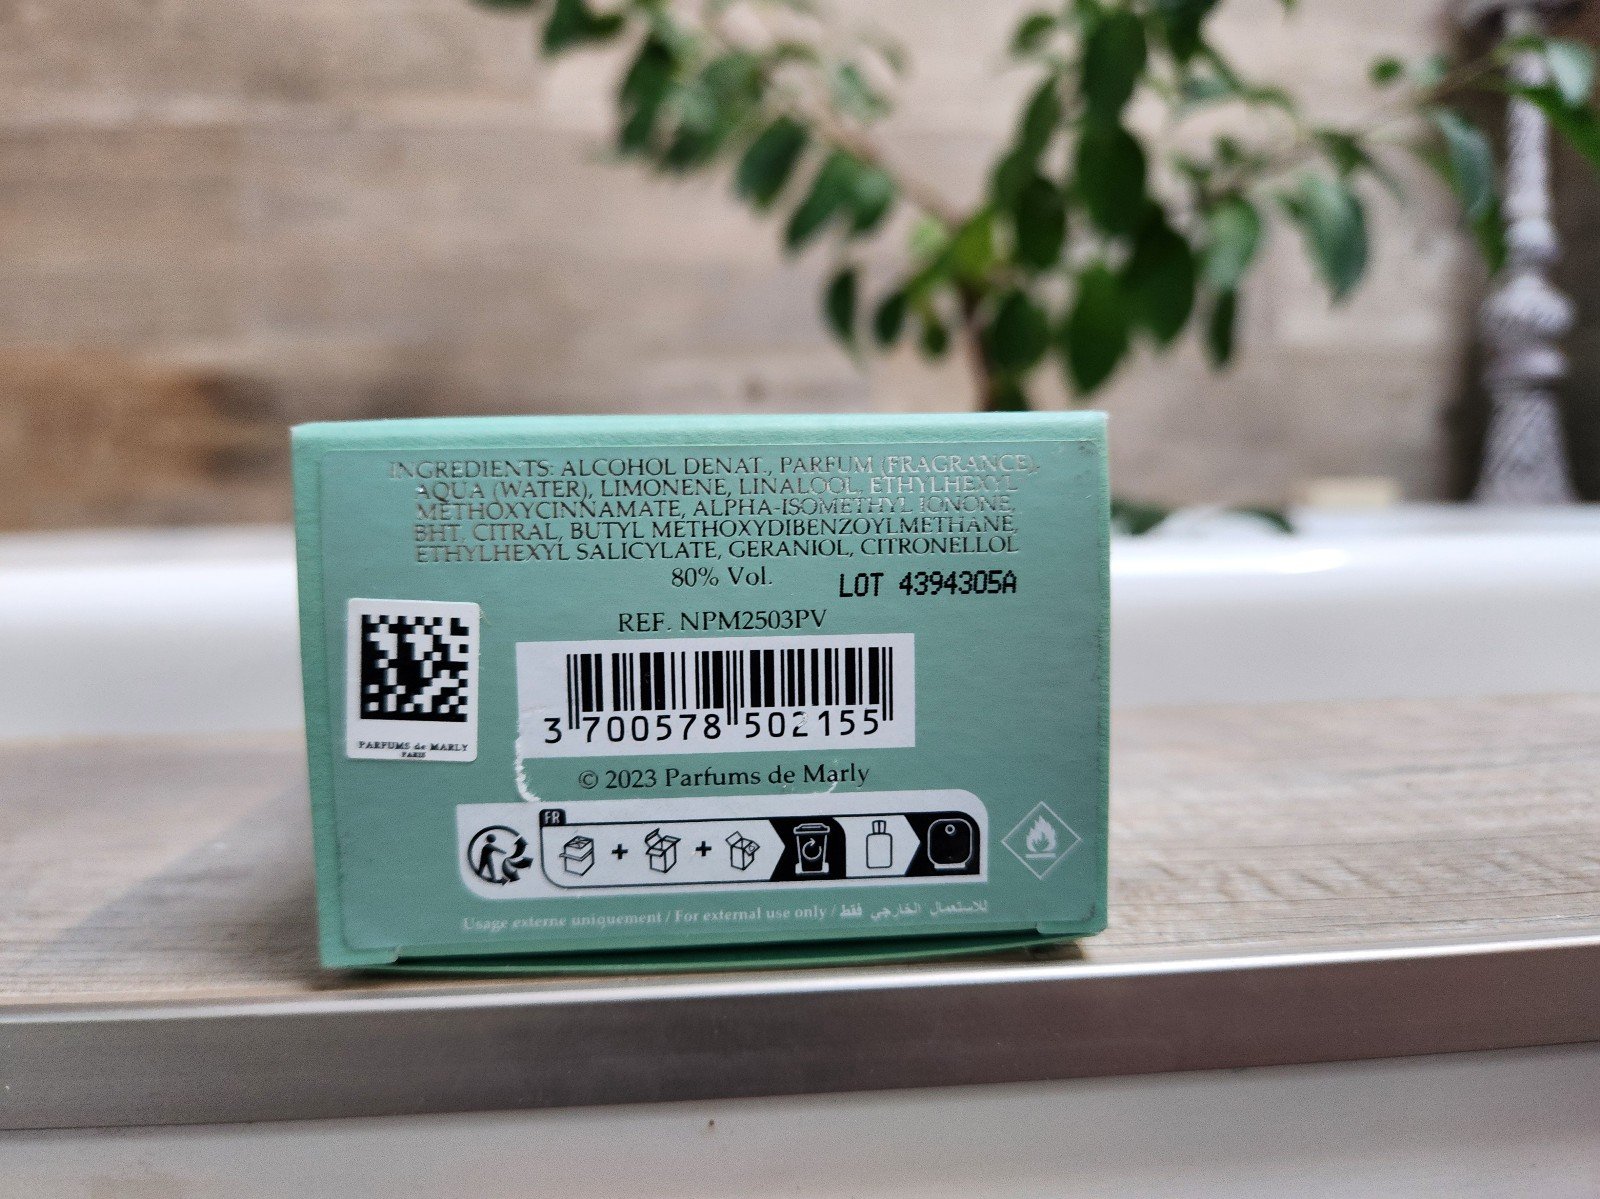 INGREDIENTS: ALCOHOL DENAT., PARFUM (FRAGRANCE),
AQUA (WATER), LIMONENE, LINALOOL, ETHYLHEXYL
METHOXYCINNAMATE, ALPHA-ISOMETHYL IONONE,
BHT, CITRAL, BUTYL METHOXYDIBENZOYLMETHANE,
ETHYLHEXYL SALICYLATE, GERANIOL, CITRONELLOL
80% Vol.
LOT 4394305A
REF. NPM2503PV
3 700578 502155
PARFUMS de MARLY
PARIS
© 2023 Parfums de Marly
FR
Usage externe uniquement / For external use only / للاستعمال الخارجي فقط